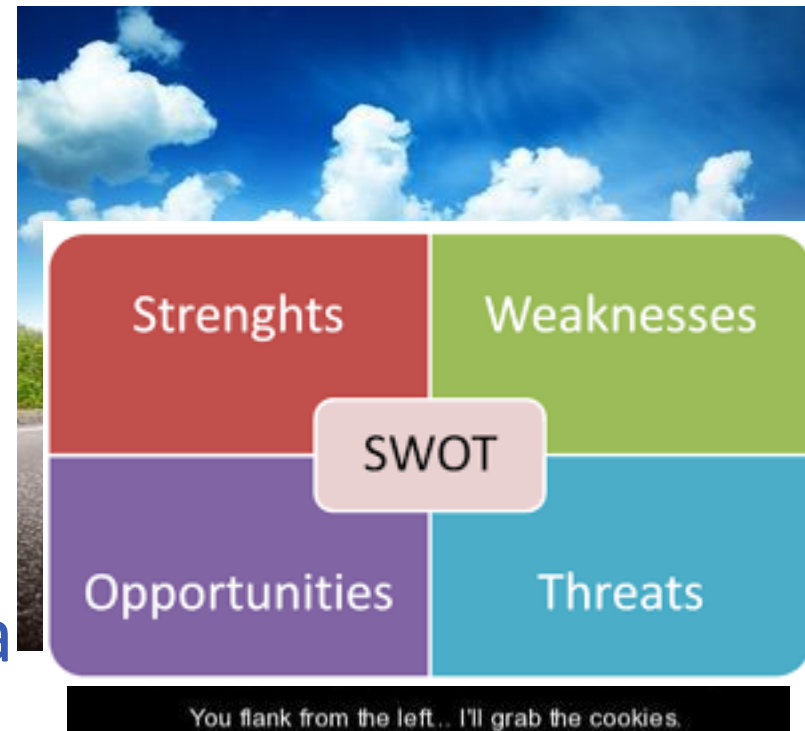 Strenghts
Weaknesses
SWOT
Opportunities
Threats
a
You flank from the left... I'll grab the cookies.